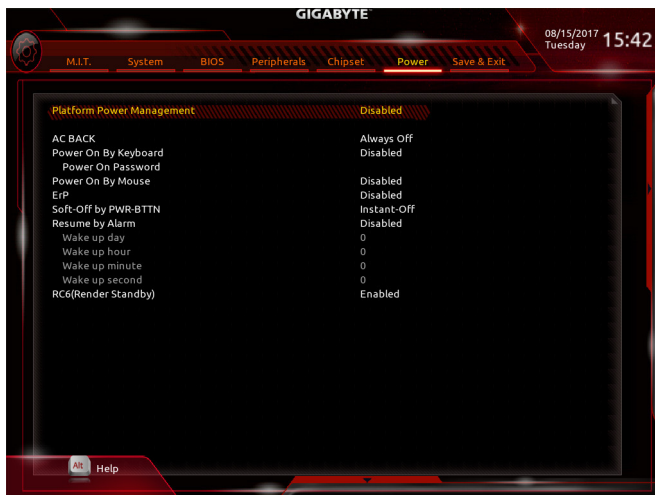 GIGABYTE™
08/15/2017
Tuesday
15:42
M.I.T. System BIOS Peripherals Chipset Power Save & Exit
Platform Power Management Disabled
AC BACK Always Off
Power On By Keyboard Disabled
Power On Password
Power On By Mouse Disabled
ErP Disabled
Soft-Off by PWR-BTTN Instant-Off
Resume by Alarm Disabled
Wake up day 0
Wake up hour 0
Wake up minute 0
Wake up second 0
RC6(Render Standby) Enabled
Alt Help